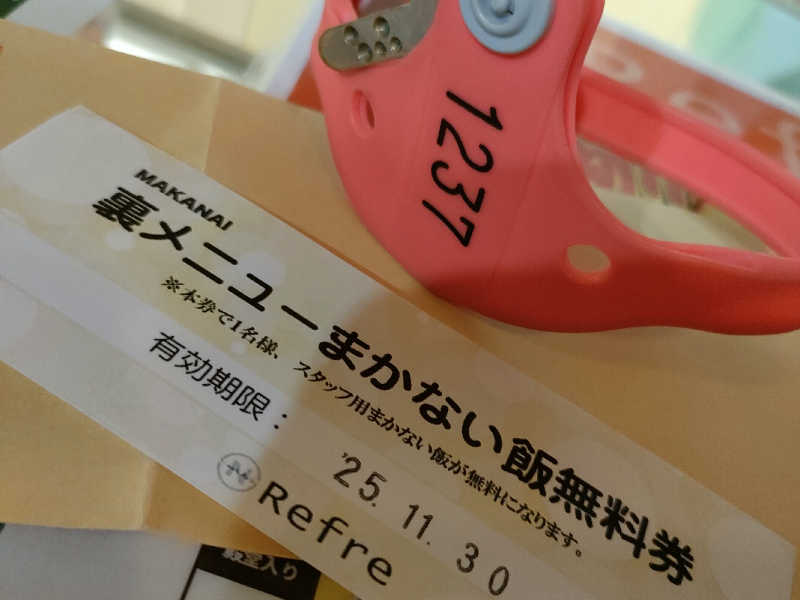 1237
MAKANAI
裏メニューまかない飯無料券
※本券で1名様、スタッフ用まかない飯が無料になります。
有効期限：
'25.11.30
Refre